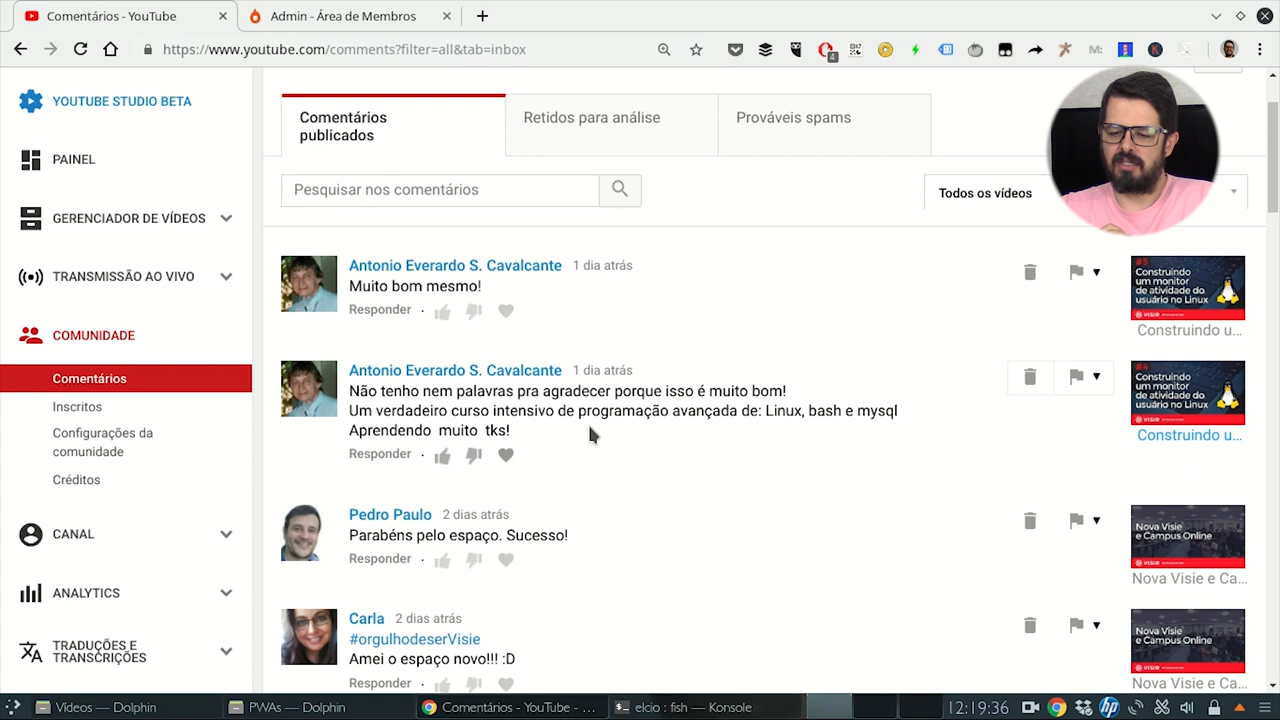 Comentários - YouTube
Admin - Área de Membros
https://www.youtube.com/comments?filter=all&tab=inbox
4
M:
K
YOUTUBE STUDIO BETA
PAINEL
GERENCIADOR DE VÍDEOS
TRANSMISSÃO AO VIVO
COMUNIDADE
Comentários
Inscritos
Configurações da
comunidade
Créditos
CANAL
ANALYTICS
TRADUÇÕES E
TRANSCRIÇÕES
Comentários
publicados
Retidos para análise
Prováveis spams
Pesquisar nos comentários
Todos os vídeos
Antonio Everardo S. Cavalcante 1 dia atrás
Muito bom mesmo!
Responder ·
#5
Construindo
um monitor
de atividade do
usuário no Linux
VISIE
Construindo u...
Antonio Everardo S. Cavalcante 1 dia atrás
Não tenho nem palavras pra agradecer porque isso é muito bom!
Um verdadeiro curso intensivo de programação avançada de: Linux, bash e mysql
Aprendendo muito tks!
Responder ·
#4
Construindo
um monitor
de atividade do
usuário no Linux
VISIE
Construindo u...
Pedro Paulo 2 dias atrás
Parabéns pelo espaço. Sucesso!
Responder ·
Nova Visie
e Campus Online
VISIE
Nova Visie e Ca...
Carla 2 dias atrás
#orgulhodeserVisie
Amei o espaço novo!!! :D
Responder ·
Nova Visie
e Campus Online
VISIE
Nova Visie e Ca...
Vídeos — Dolphin
PWAs — Dolphin
Comentários - YouTube - ...
elcio : fish — Konsole
hp
12:19:36